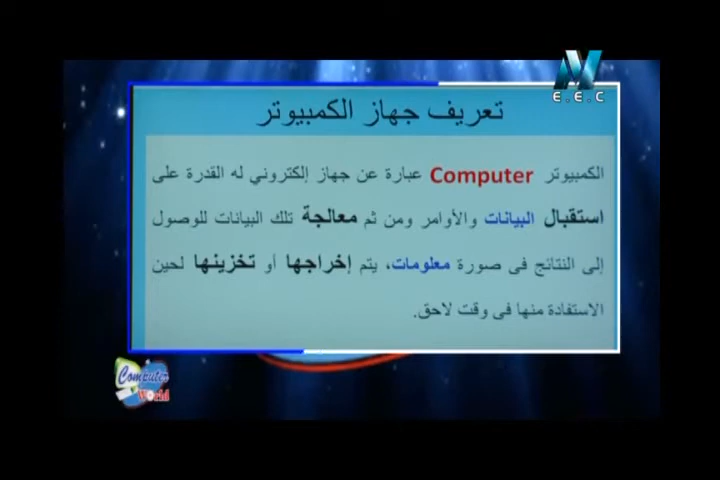 E.E.C
تعريف جهاز الكمبيوتر
الكمبيوتر Computer عبارة عن جهاز إلكتروني له القدرة على
استقبال البيانات والأوامر ومن ثم معالجة تلك البيانات للوصول
إلى النتائج فى صورة معلومات، يتم إخراجها أو تخزينها لحين
الاستفادة منها فى وقت لاحق.
Computer
World